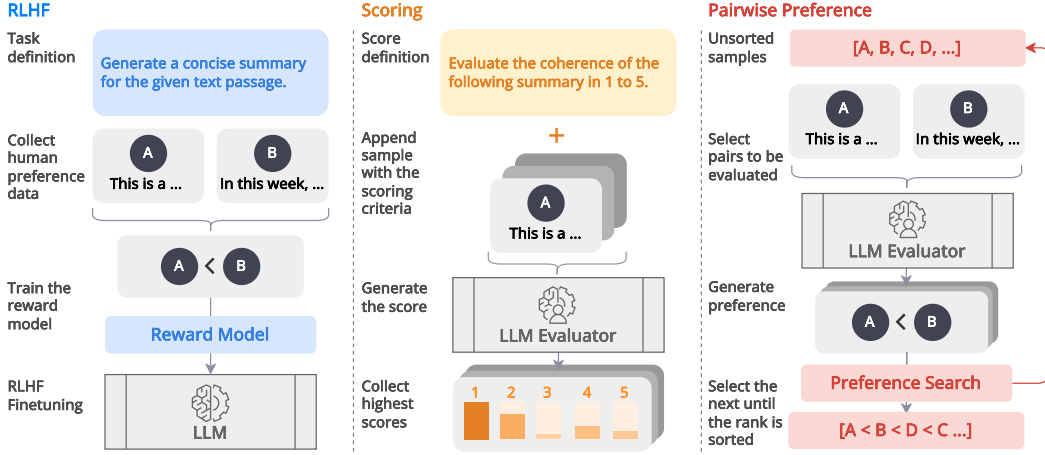 RLHF
Task
definition
Generate a concise summary
for the given text passage.
Collect
human
preference
data
A
This is a ...
B
In this week, ...
A < B
Train the
reward
model
Reward Model
RLHF
Finetuning
LLM
Scoring
Score
definition
Evaluate the coherence of the
following summary in 1 to 5.
+
Append
sample
with the
scoring
criteria
A
This is a ...
Generate
the score
LLM Evaluator
Collect
highest
scores
1 2 3 4 5
Pairwise Preference
Unsorted
samples
[A, B, C, D, ...]
Select
pairs to be
evaluated
A
This is a ...
B
In this week, ...
LLM Evaluator
Generate
preference
A < B
Select the
next until
the rank is
sorted
Preference Search
[A < B < D < C ...]